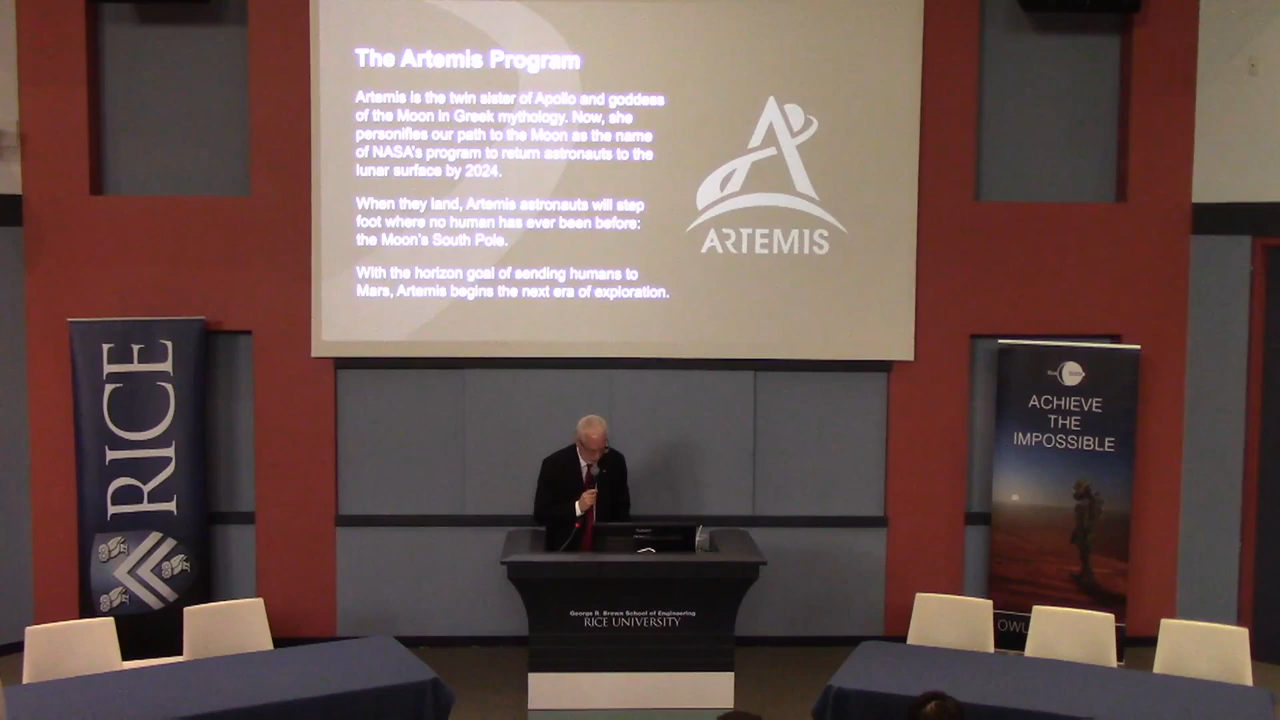 The Artemis Program
Artemis is the twin sister of Apollo and goddess
of the Moon in Greek mythology. Now, she
personifies our path to the Moon as the name
of NASA's program to return astronauts to the
lunar surface by 2024.
When they land, Artemis astronauts will step
foot where no human has ever been before:
the Moon's South Pole.
With the horizon goal of sending humans to
Mars, Artemis begins the next era of exploration.
ARTEMIS
RICE
ACHIEVE
THE
IMPOSSIBLE
George R. Brown School of Engineering
RICE UNIVERSITY